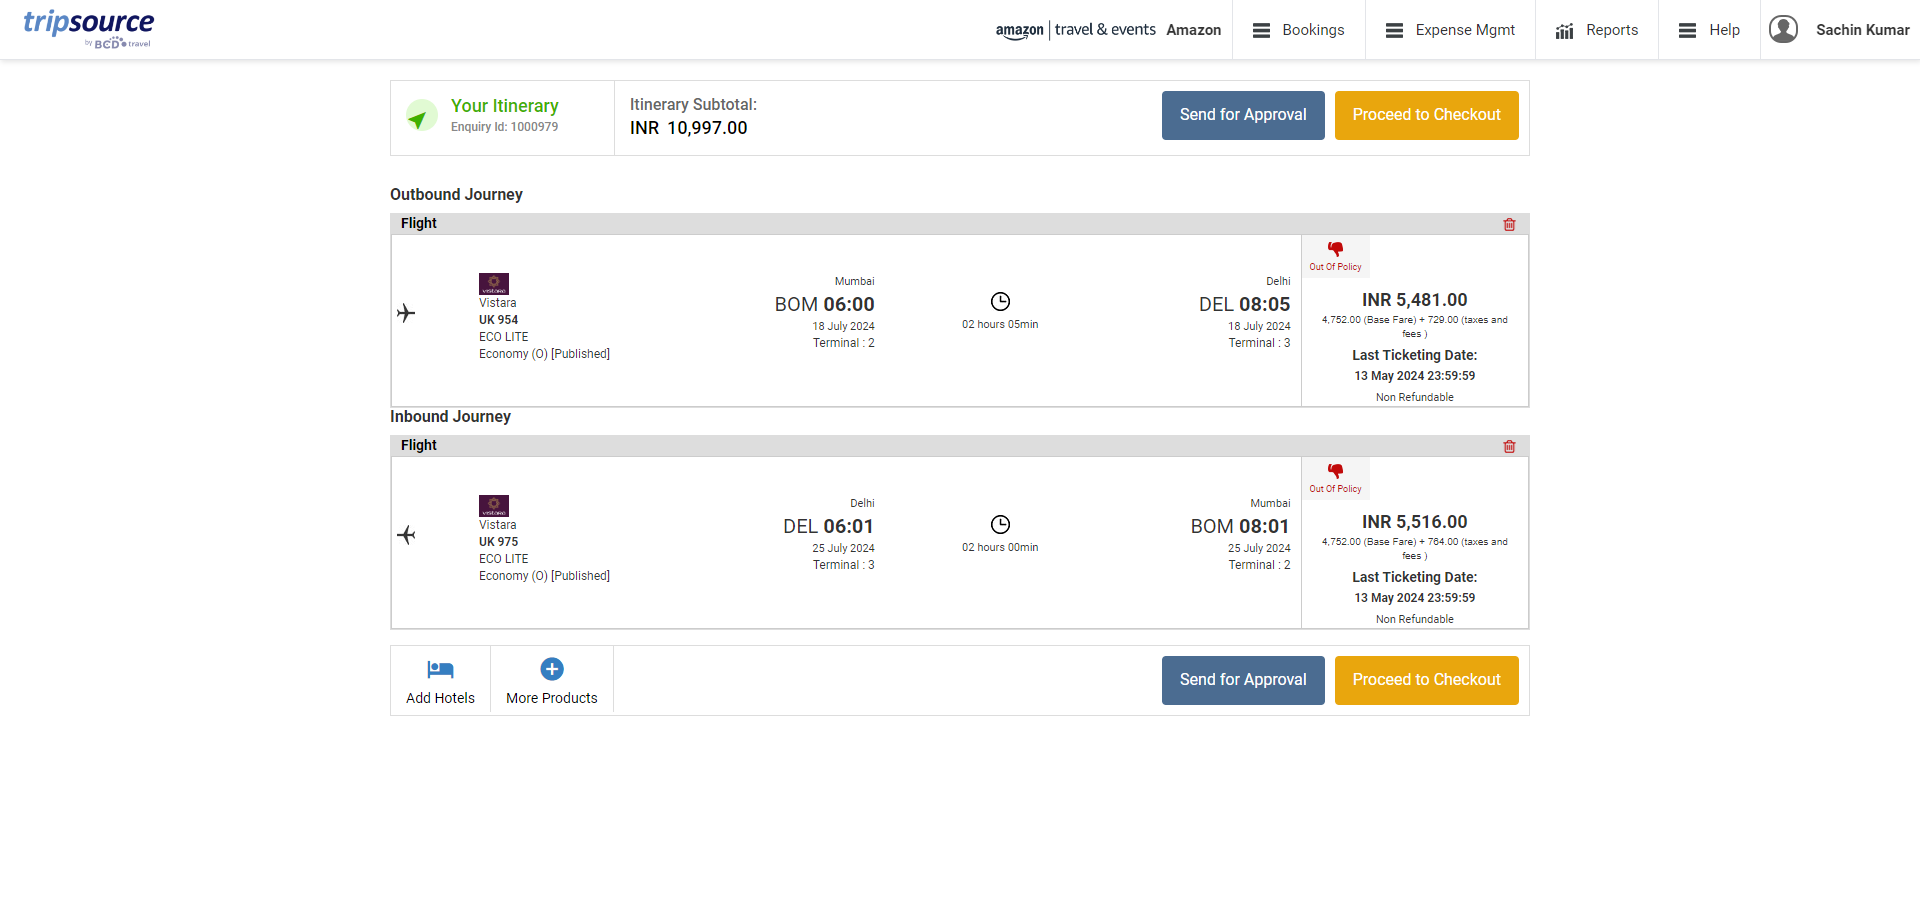 tripsource
by BCD travel
amazon | travel & events Amazon
Bookings
Expense Mgmt
Reports
Help
Sachin Kumar
Your Itinerary
Enquiry Id: 1000979
Itinerary Subtotal:
INR 10,997.00
Send for Approval
Proceed to Checkout
Outbound Journey
Flight
VISTARA
Vistara
UK 954
ECO LITE
Economy (O) [Published]
Mumbai
BOM 06:00
18 July 2024
Terminal : 2
02 hours 05min
Delhi
DEL 08:05
18 July 2024
Terminal : 3
Out Of Policy
INR 5,481.00
4,752.00 (Base Fare) + 729.00 (taxes and
fees )
Last Ticketing Date:
13 May 2024 23:59:59
Non Refundable
Inbound Journey
Flight
VISTARA
Vistara
UK 975
ECO LITE
Economy (O) [Published]
Delhi
DEL 06:01
25 July 2024
Terminal : 3
02 hours 00min
Mumbai
BOM 08:01
25 July 2024
Terminal : 2
Out Of Policy
INR 5,516.00
4,752.00 (Base Fare) + 764.00 (taxes and
fees )
Last Ticketing Date:
13 May 2024 23:59:59
Non Refundable
Add Hotels
More Products
Send for Approval
Proceed to Checkout